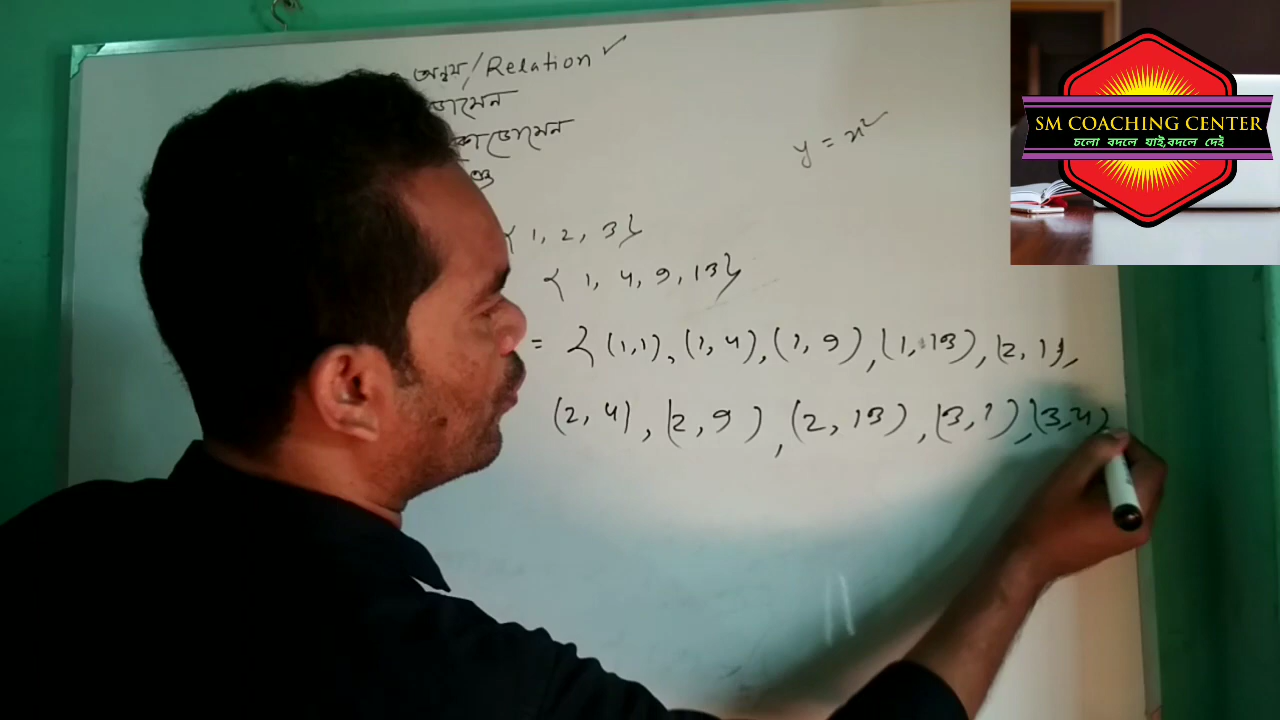 অন্বয় / Relation ✓
ডোমেন
কোডোমেন
y = x²
{ 1, 2, 3}
{ 1, 4, 9, 13}
= { (1,1), (1, 4), (1, 9), (1, 13), (2, 1),
(2, 4), (2, 9), (2, 13), (3, 1), (3, 4)
SM COACHING CENTER
চলো বদলে যাই,বদলে দেই